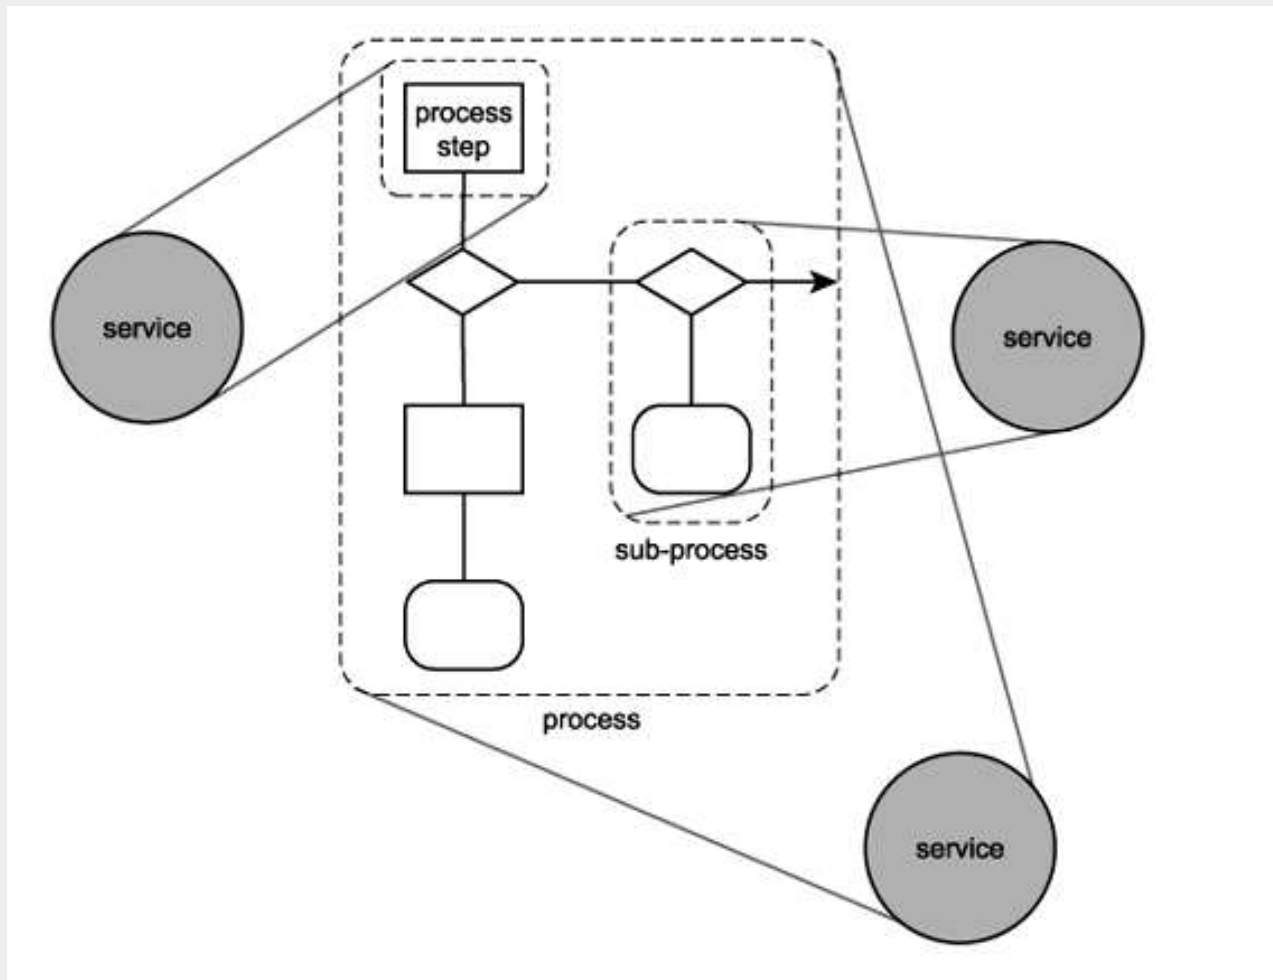 process
step
service
service
sub-process
process
service